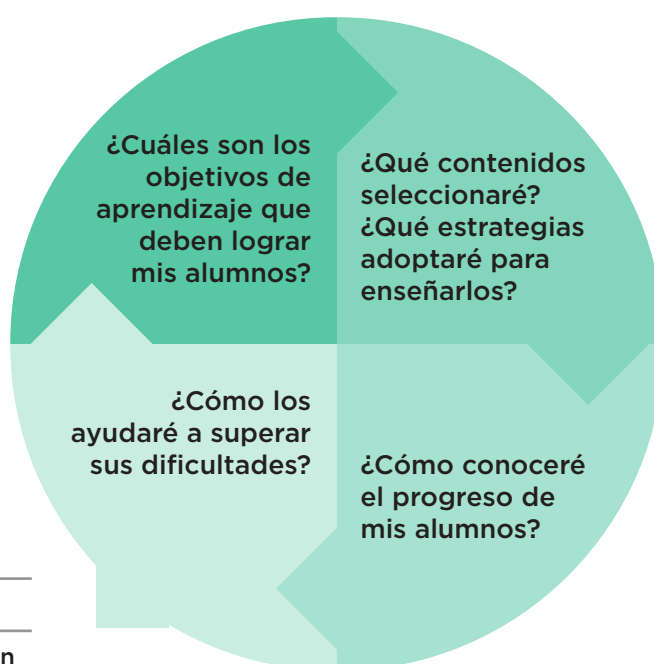 ¿Cuáles son los
objetivos de
aprendizaje que
deben lograr
mis alumnos?
¿Qué contenidos
seleccionaré?
¿Qué estrategias
adoptaré para
enseñarlos?
¿Cómo los
ayudaré a superar
sus dificultades?
¿Cómo conoceré
el progreso de
mis alumnos?
n